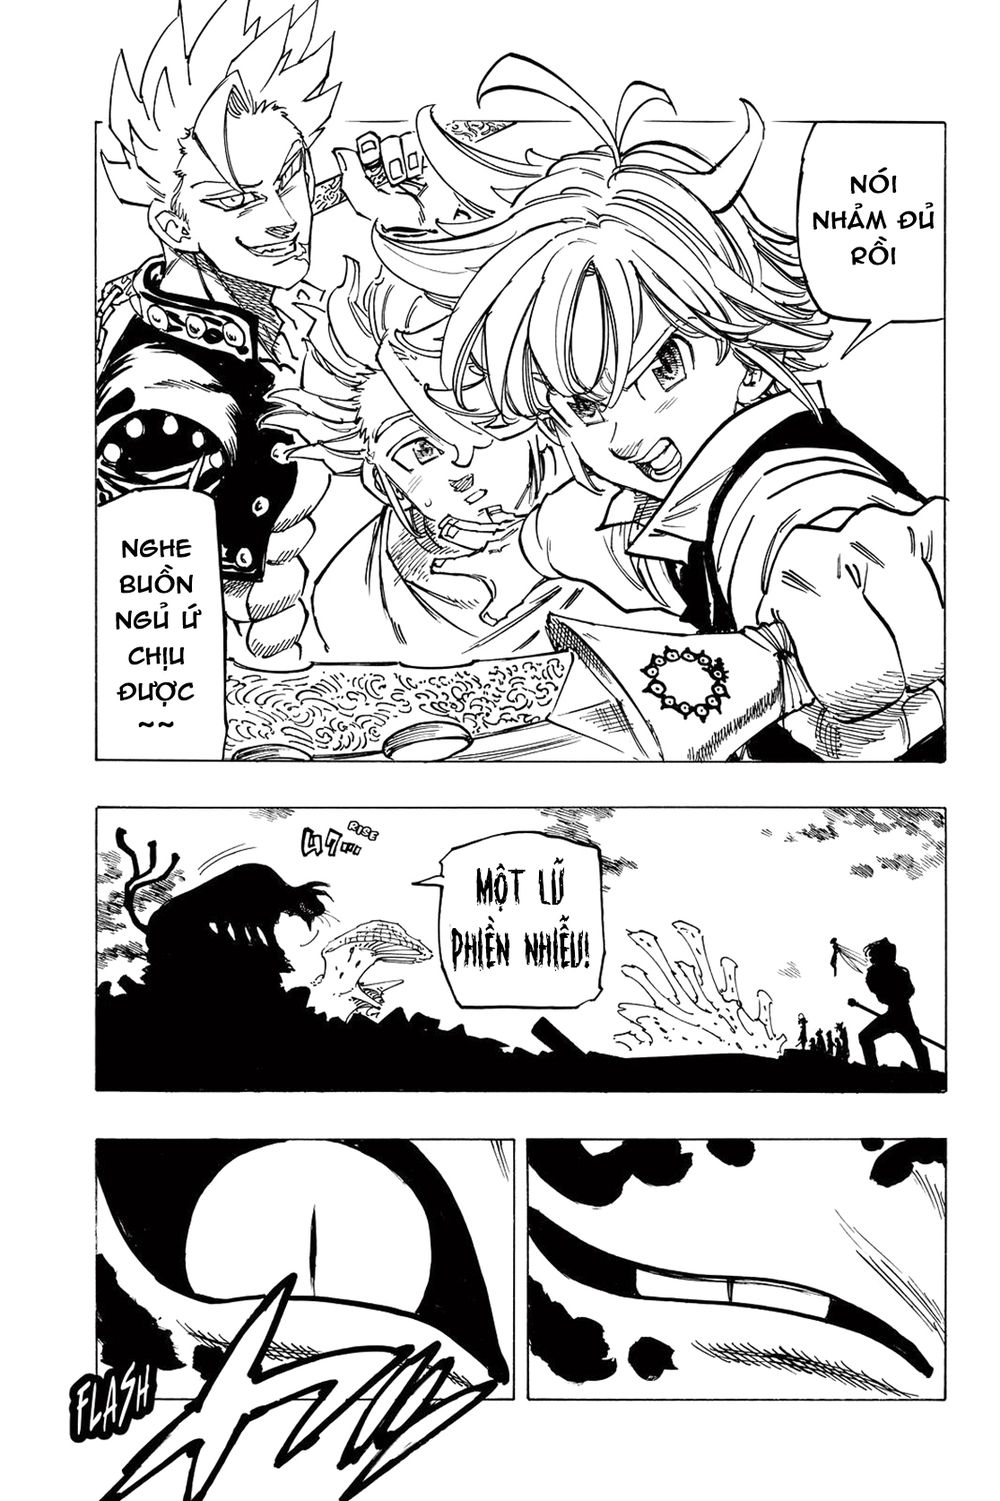 NÓI
NHẢM ĐỦ
RỒI
NGHE
BUỒN
NGỦ Ứ
CHỊU
ĐƯỢC
~~
RISE
MỘT LŨ
PHIỀN NHIỄU!
FLASH